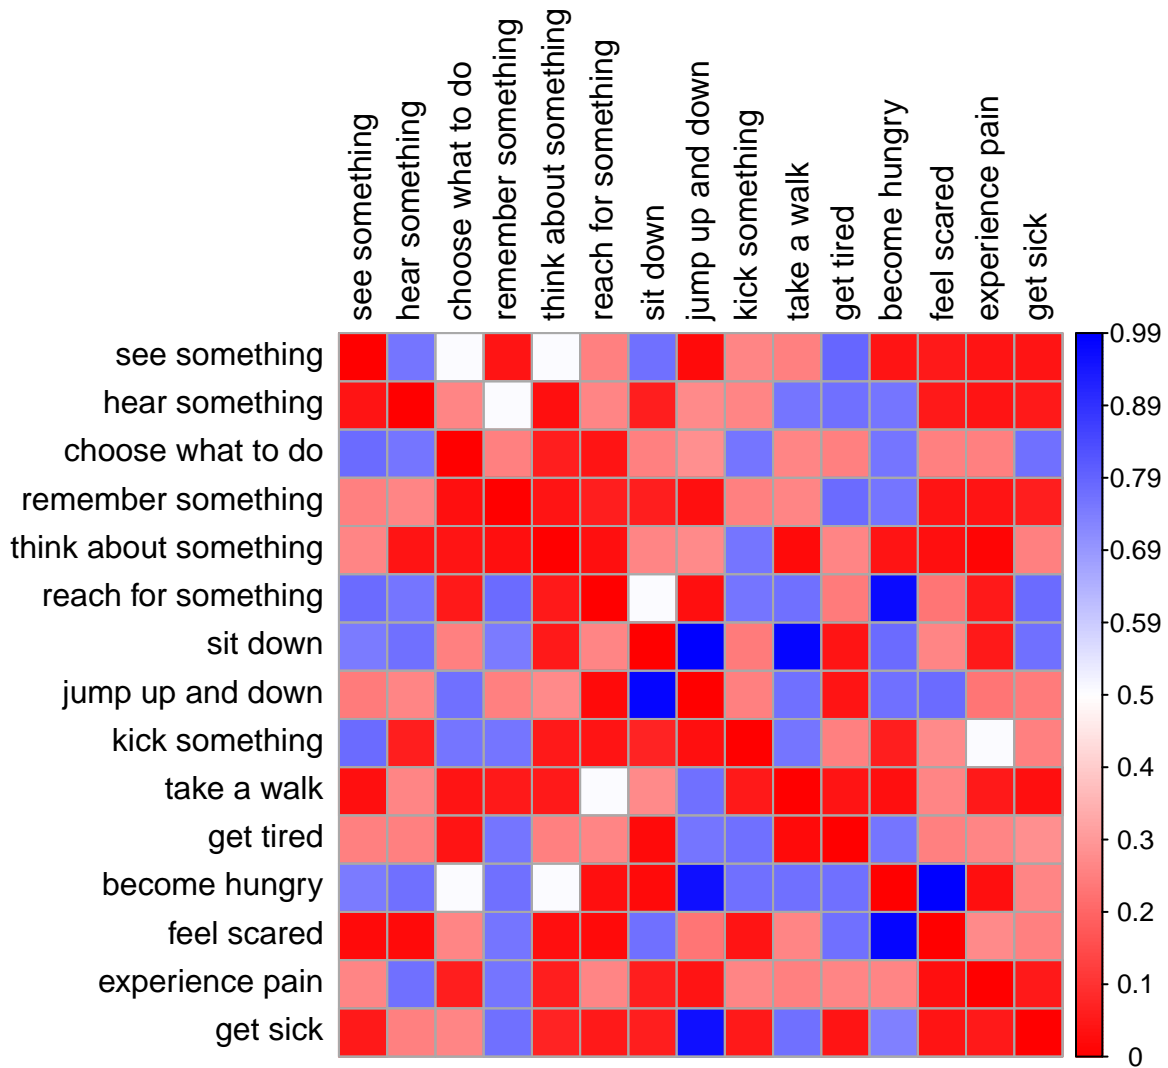 see something
hear something
choose what to do
remember something
think about something
reach for something
sit down
jump up and down
kick something
take a walk
get tired
become hungry
feel scared
experience pain
get sick
see something
hear something
choose what to do
remember something
think about something
reach for something
sit down
jump up and down
kick something
take a walk
get tired
become hungry
feel scared
experience pain
get sick
0.99
0.89
0.79
0.69
0.59
0.5
0.4
0.3
0.2
0.1
0